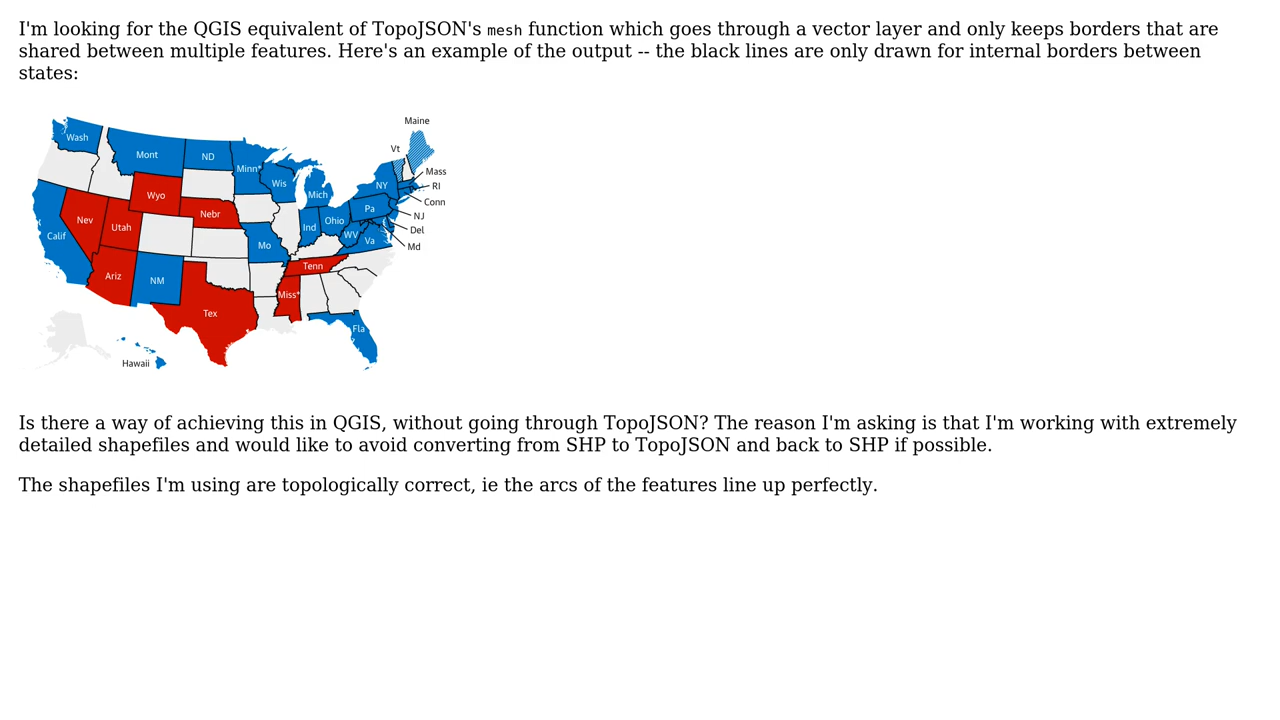 I'm looking for the QGIS equivalent of TopoJSON's mesh function which goes through a vector layer and only keeps borders that are
shared between multiple features. Here's an example of the output -- the black lines are only drawn for internal borders between
states:
Maine
Wash
Vt
Mont
ND
Minn*
Mass
Wis
NY
RI
Wyo
Mich
Conn
Nebr
Pa
NJ
Nev
Ohio
Utah
Ind
Del
Calif
WV
Va
Mo
Md
Tenn
Ariz
NM
Miss*
Tex
Fla
Hawaii
Is there a way of achieving this in QGIS, without going through TopoJSON? The reason I'm asking is that I'm working with extremely
detailed shapefiles and would like to avoid converting from SHP to TopoJSON and back to SHP if possible.
The shapefiles I'm using are topologically correct, ie the arcs of the features line up perfectly.